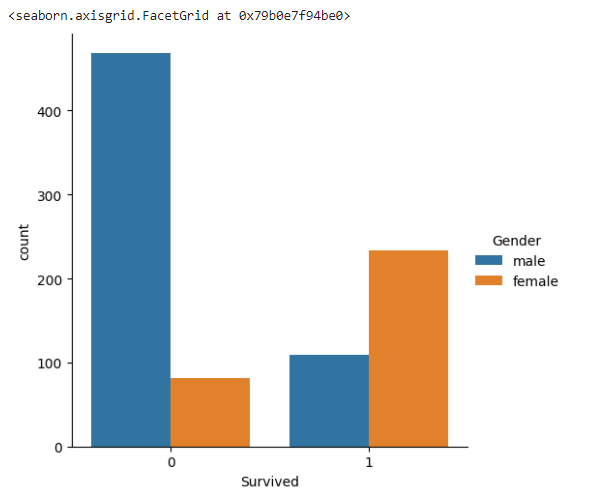 <seaborn.axisgrid.FacetGrid at 0x79b0e7f94be0>
400
300
200
100
0
count
0 1
Survived
Gender
male
female